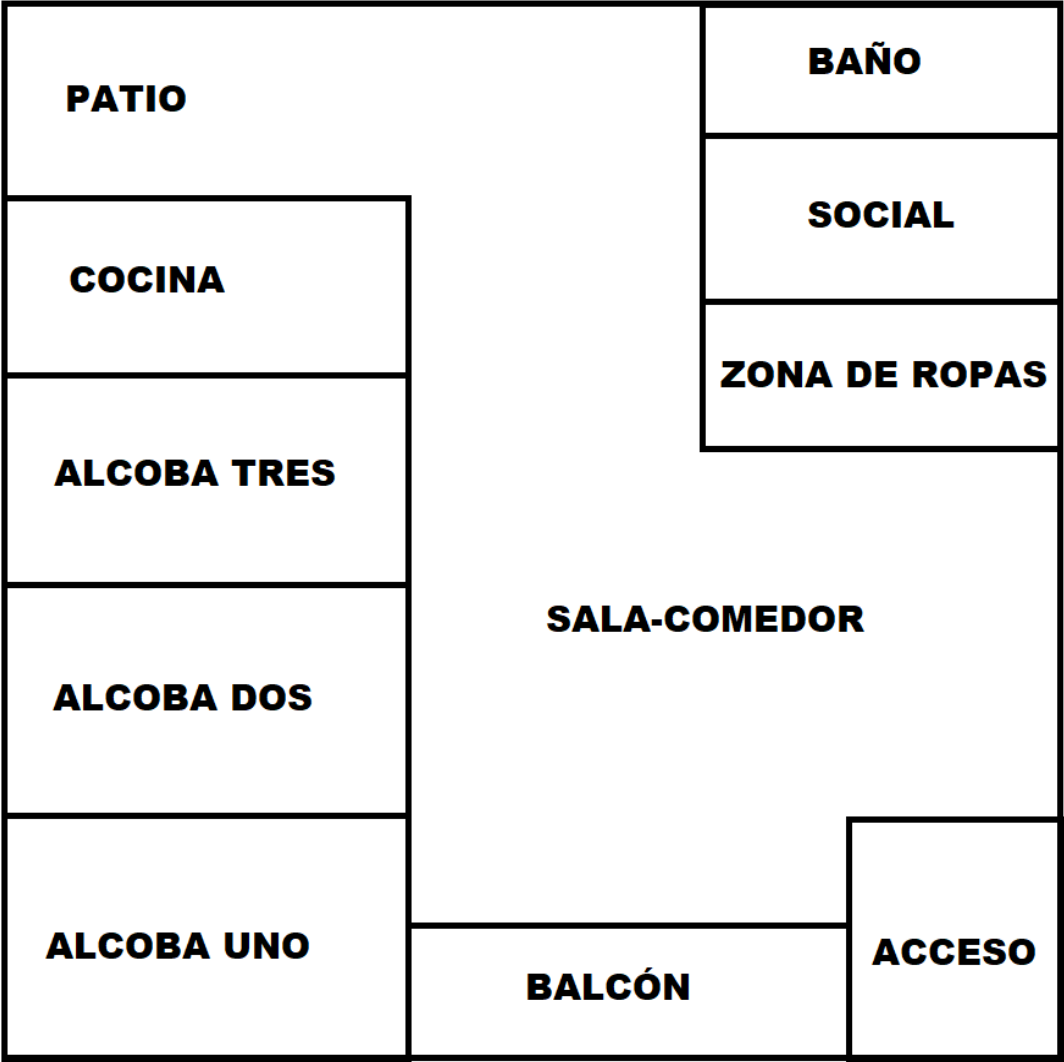 PATIO
BAÑO
SOCIAL
COCINA
ZONA DE ROPAS
ALCOBA TRES
SALA-COMEDOR
ALCOBA DOS
ALCOBA UNO
BALCÓN
ACCESO